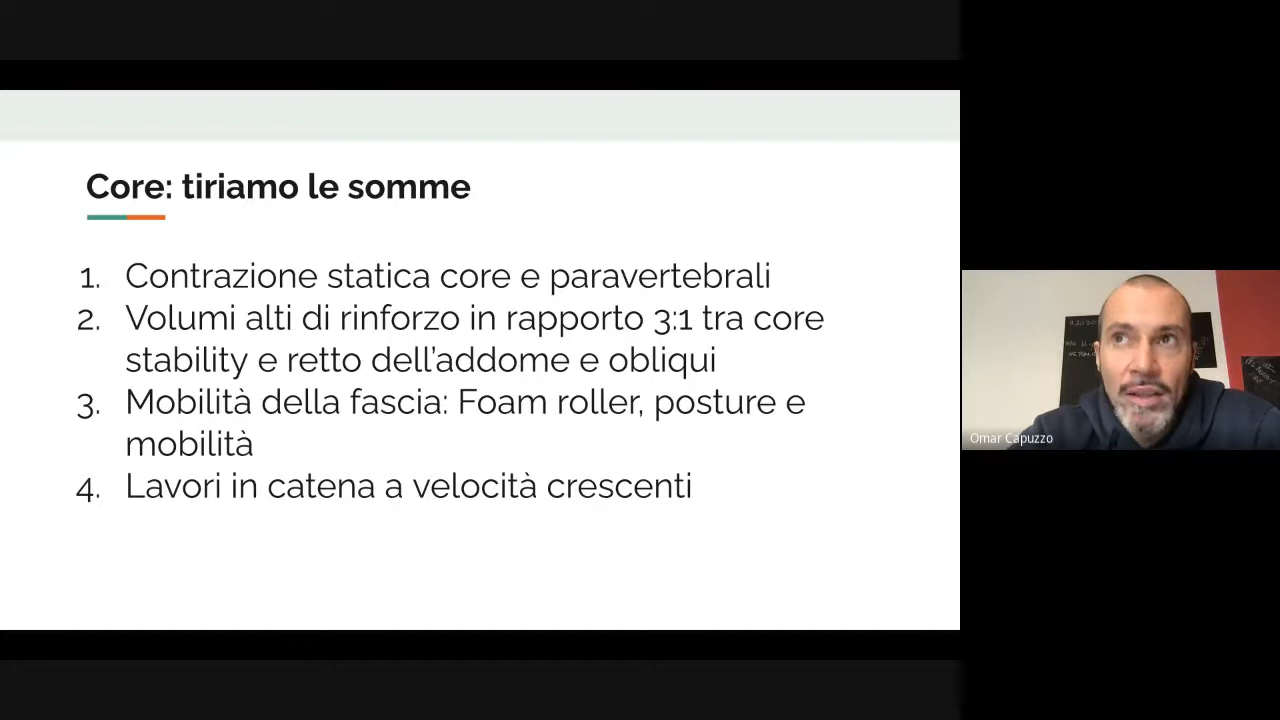 Core: tiriamo le somme
1. Contrazione statica core e paravertebrali
2. Volumi alti di rinforzo in rapporto 3:1 tra core
stability e retto dell'addome e obliqui
3. Mobilità della fascia: Foam roller, posture e
mobilità
4. Lavori in catena a velocità crescenti
Omar Capuzzo